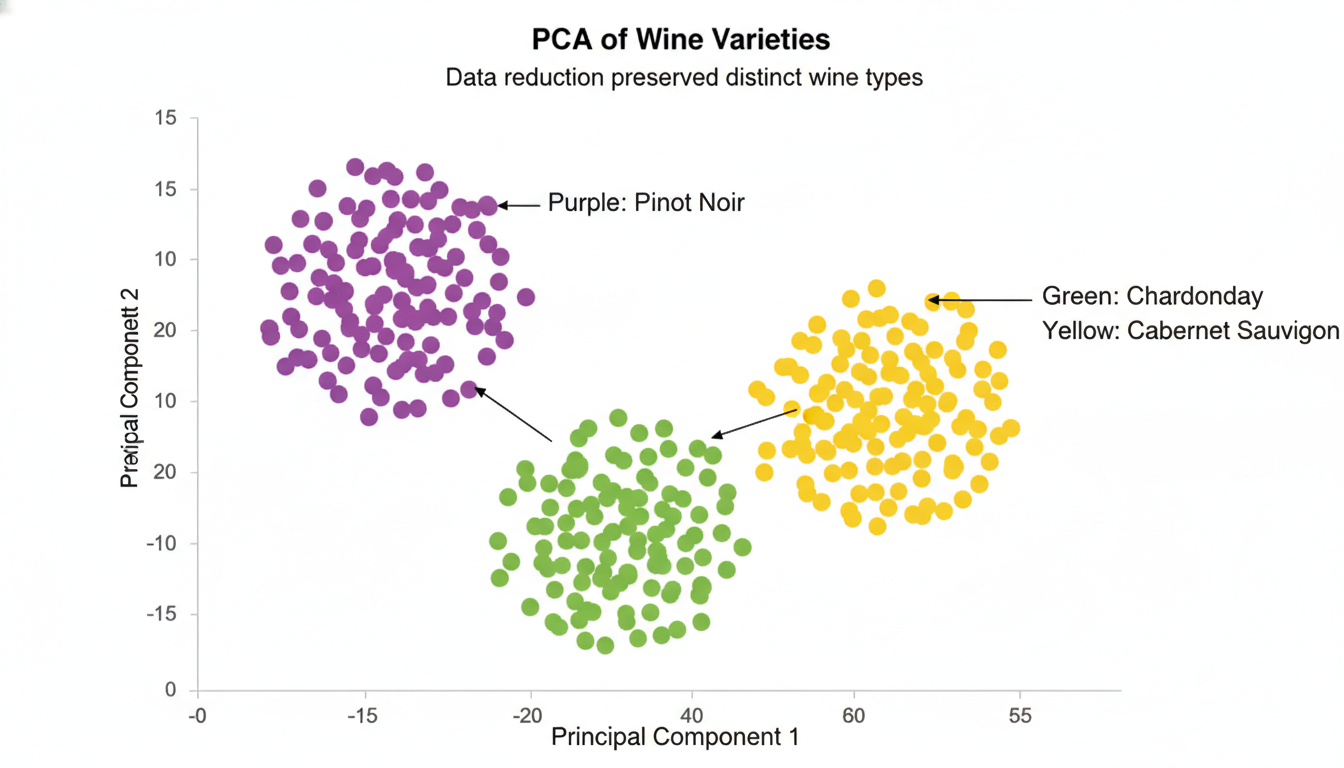 PCA of Wine Varieties
Data reduction preserved distinct wine types
15
15
10
20
10
20
-10
-15
0
Prexipal Componett 2
Purple: Pinot Noir
Green: Chardonday
Yellow: Cabernet Sauvigon
-0
-15
-20
40
60
55
Principal Component 1